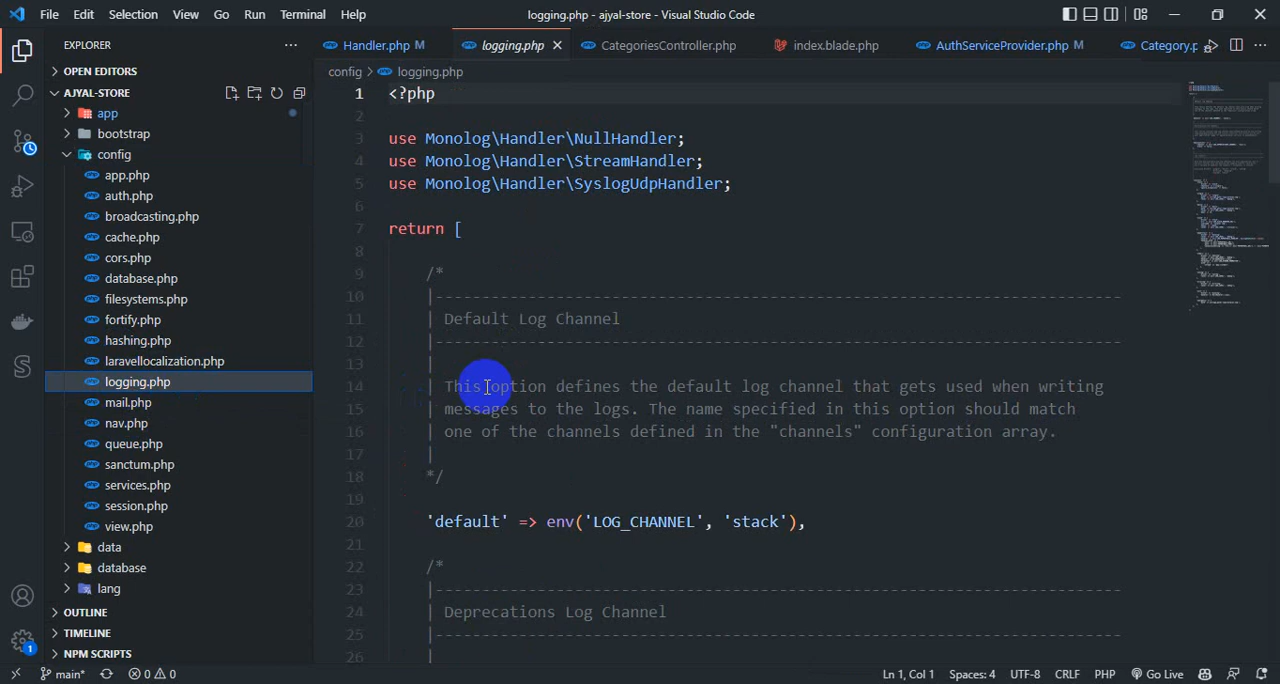 File Edit Selection View Go Run Terminal Help
logging.php - ajyal-store - Visual Studio Code
EXPLORER
OPEN EDITORS
AJYAL-STORE
app
bootstrap
config
app.php
auth.php
broadcasting.php
cache.php
cors.php
database.php
filesystems.php
fortify.php
hashing.php
laravellocalization.php
logging.php
mail.php
nav.php
queue.php
sanctum.php
services.php
session.php
view.php
data
database
lang
OUTLINE
TIMELINE
NPM SCRIPTS
Handler.php M logging.php CategoriesController.php index.blade.php AuthServiceProvider.php M Category.p
config > logging.php
1 <?php
2
3 use Monolog\Handler\NullHandler;
4 use Monolog\Handler\StreamHandler;
5 use Monolog\Handler\SyslogUdpHandler;
6
7 return [
8
9 /*
10 |--------------------------------------------------------------------------
11 | Default Log Channel
12 |--------------------------------------------------------------------------
13 |
14 | This option defines the default log channel that gets used when writing
15 | messages to the logs. The name specified in this option should match
16 | one of the channels defined in the "channels" configuration array.
17 |
18 */
19
20 'default' => env('LOG_CHANNEL', 'stack'),
21
22 /*
23 |--------------------------------------------------------------------------
24 | Deprecations Log Channel
25 |--------------------------------------------------------------------------
26 |
main* 0 0 Ln 1, Col 1 Spaces: 4 UTF-8 CRLF PHP Go Live
1